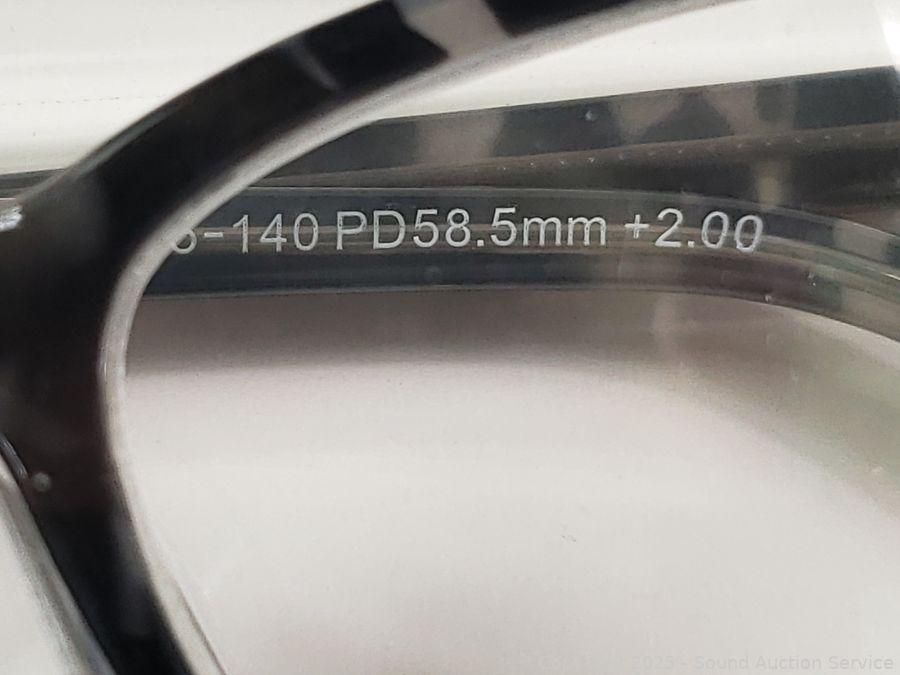 -140 PD58.5mm +2.00
2025 - Sound Auction Service